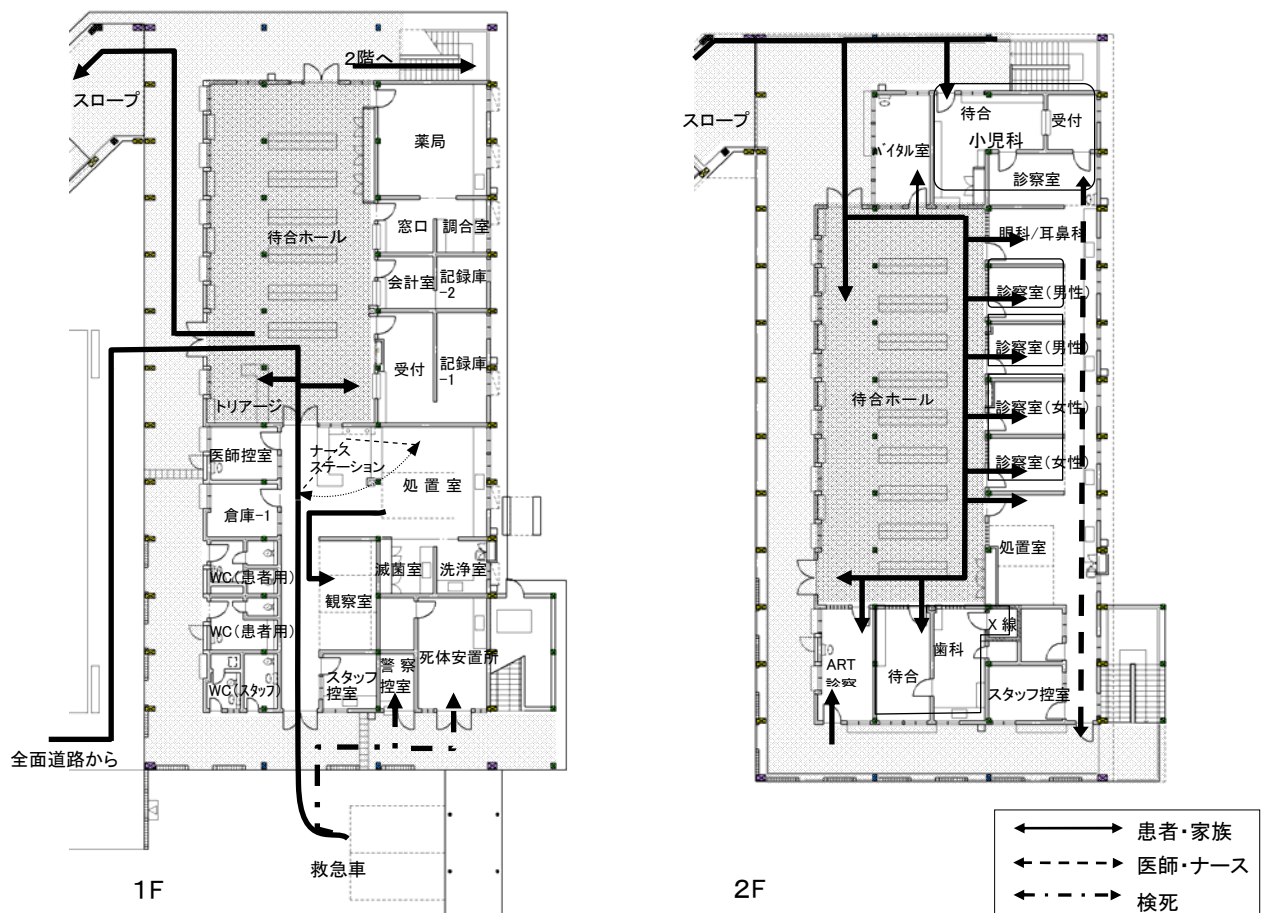 2階へ
スロープ
薬局
待合ホール
窓口
調合室
会計室
記録庫
-2
受付
記録庫
-1
トリアージ
医師控室
ナース
ステーション
処置室
倉庫-1
滅菌室
洗浄室
WC(患者用)
観察室
WC(患者用)
死体安置所
警察
控室
スタッフ
控室
WC(スタッフ)
全面道路から
救急車
1F
スロープ
待合
受付
小児科
バイタル室
診察室
眼科/耳鼻科
診察室(男性)
診察室(男性)
待合ホール
診察室(女性)
診察室(女性)
処置室
X線
歯科
ART
診察
待合
スタッフ控室
2F
患者・家族
医師・ナース
検死